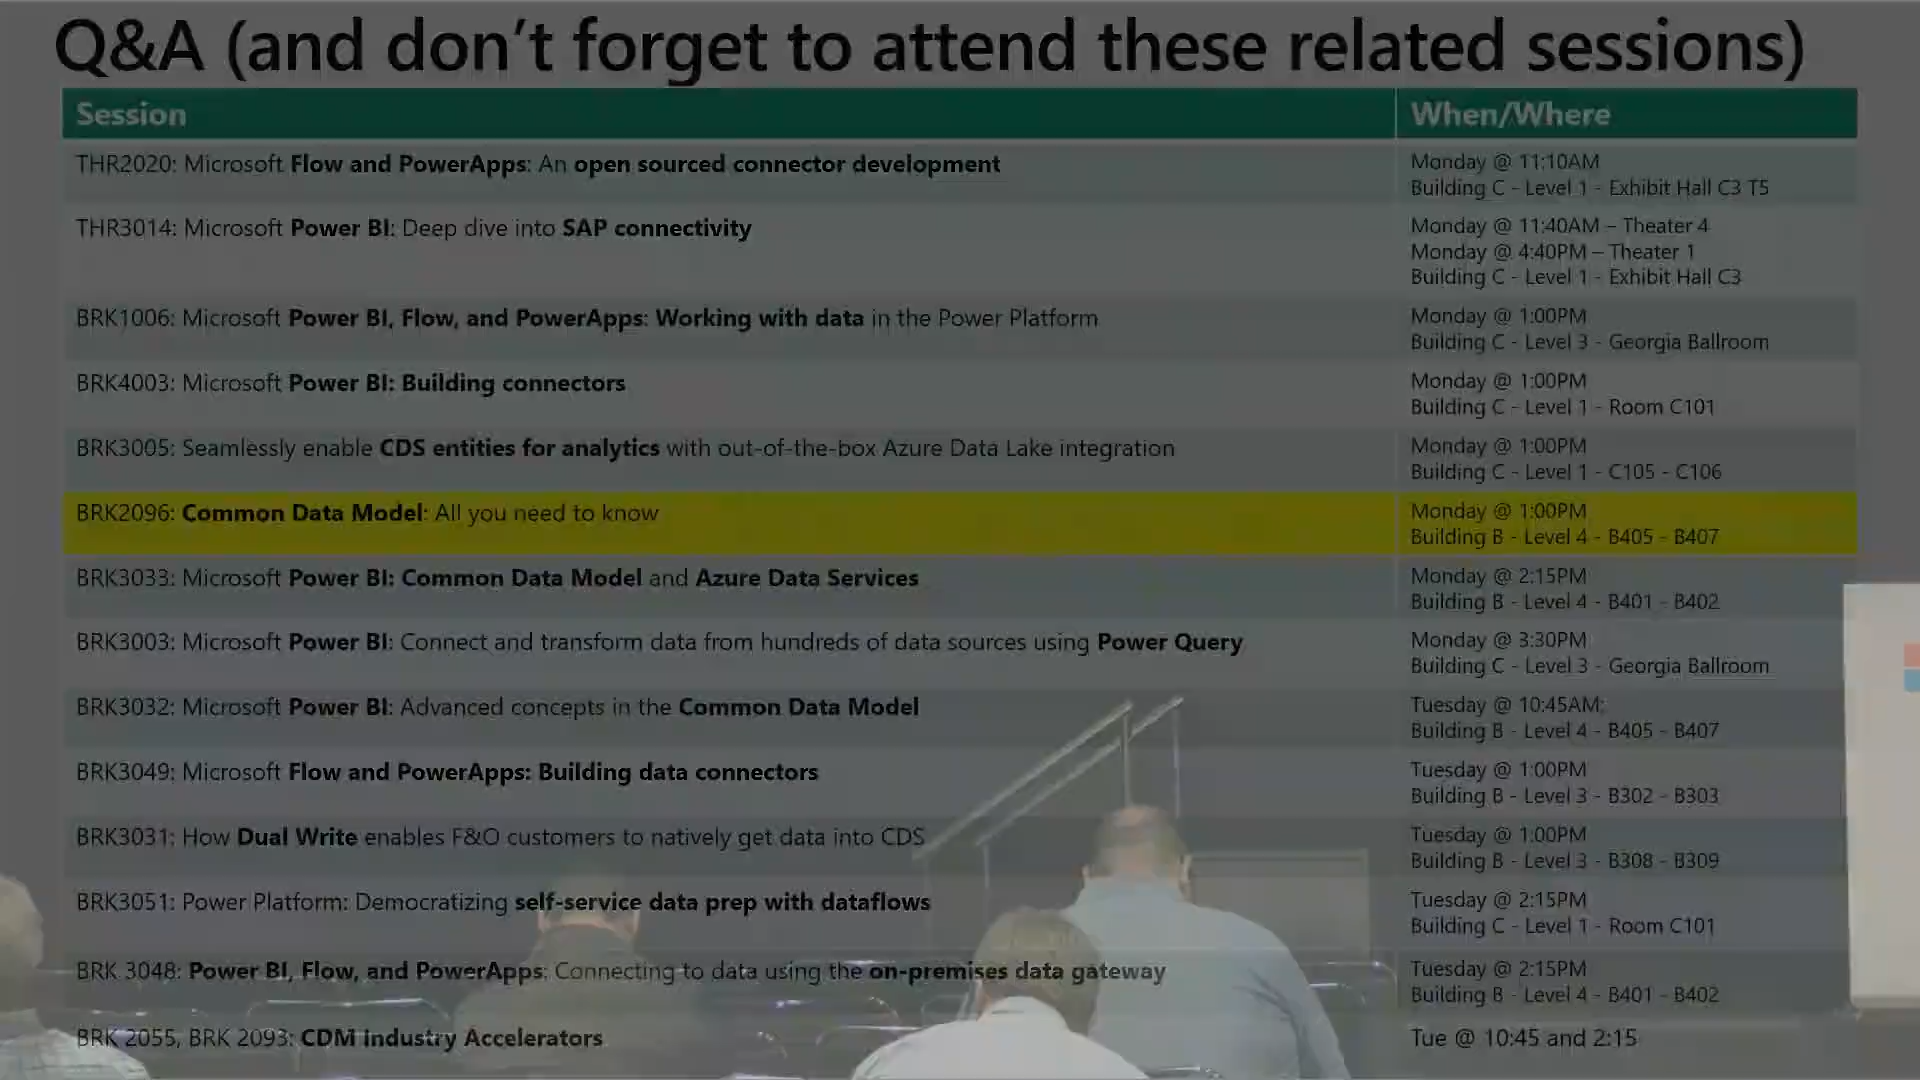 Q&A (and don't forget to attend these related sessions)
Session
When/Where
THR2020: Microsoft Flow and PowerApps: An open sourced connector development
Monday @ 11:10AM
Building C - Level 1 - Exhibit Hall C3 T5
THR3014: Microsoft Power BI: Deep dive into SAP connectivity
Monday @ 11:40AM – Theater 4
Monday @ 4:40PM – Theater 1
Building C - Level 1 - Exhibit Hall C3
BRK1006: Microsoft Power BI, Flow, and PowerApps: Working with data in the Power Platform
Monday @ 1:00PM
Building C - Level 3 - Georgia Ballroom
BRK4003: Microsoft Power BI: Building connectors
Monday @ 1:00PM
Building C - Level 1 - Room C101
BRK3005: Seamlessly enable CDS entities for analytics with out-of-the-box Azure Data Lake integration
Monday @ 1:00PM
Building C - Level 1 - C105 - C106
BRK2096: Common Data Model: All you need to know
Monday @ 1:00PM
Building B - Level 4 - B405 - B407
BRK3033: Microsoft Power BI: Common Data Model and Azure Data Services
Monday @ 2:15PM
Building B - Level 4 - B401 - B402
BRK3003: Microsoft Power BI: Connect and transform data from hundreds of data sources using Power Query
Monday @ 3:30PM
Building C - Level 3 - Georgia Ballroom
BRK3032: Microsoft Power BI: Advanced concepts in the Common Data Model
Tuesday @ 10:45AM:
Building B - Level 4 - B405 - B407
BRK3049: Microsoft Flow and PowerApps: Building data connectors
Tuesday @ 1:00PM
Building B - Level 3 - B302 - B303
BRK3031: How Dual Write enables F&O customers to natively get data into CDS
Tuesday @ 1:00PM
Building B - Level 3 - B308 - B309
BRK3051: Power Platform: Democratizing self-service data prep with dataflows
Tuesday @ 2:15PM
Building C - Level 1 - Room C101
BRK 3048: Power BI, Flow, and PowerApps: Connecting to data using the on-premises data gateway
Tuesday @ 2:15PM
Building B - Level 4 - B401 - B402
BRK 2055, BRK 2093: CDM Industry Accelerators
Tue @ 10:45 and 2:15